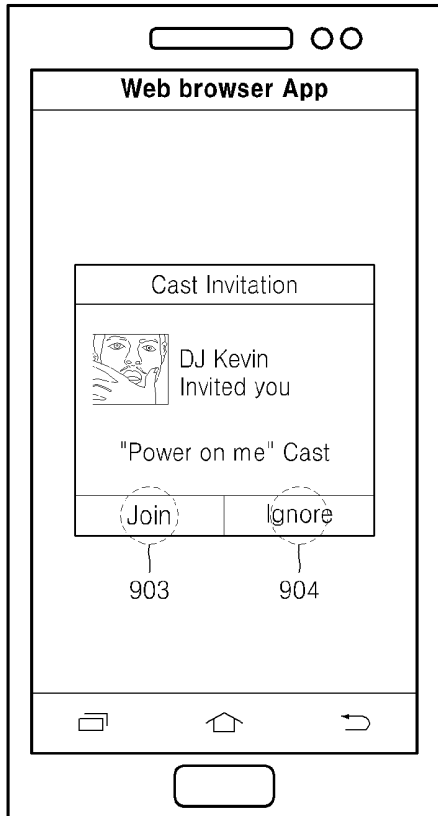 Web browser App
Cast Invitation
DJ Kevin
Invited you
"Power on me" Cast
Join
Ignore
903
904